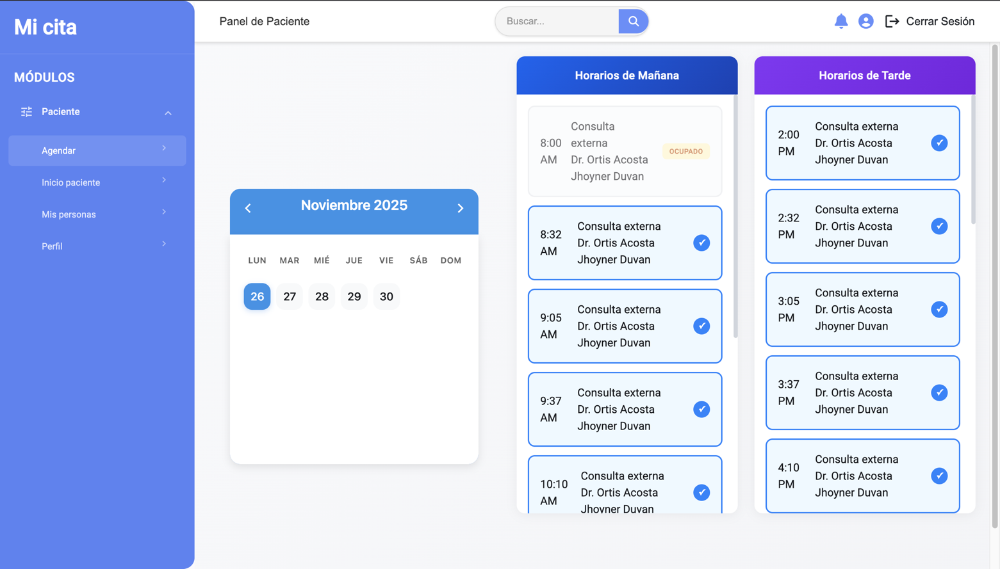 Mi cita
MÓDULOS
Paciente
Agendar
Inicio paciente
Mis personas
Perfil
Panel de Paciente
Buscar...
Cerrar Sesión
Noviembre 2025
LUN MAR MIÉ JUE VIE SÁB DOM
26 27 28 29 30
Horarios de Mañana
8:00 AM
Consulta externa
Dr. Ortis Acosta
Jhoyner Duvan
OCUPADO
8:32 AM
Consulta externa
Dr. Ortis Acosta
Jhoyner Duvan
9:05 AM
Consulta externa
Dr. Ortis Acosta
Jhoyner Duvan
9:37 AM
Consulta externa
Dr. Ortis Acosta
Jhoyner Duvan
10:10 AM
Consulta externa
Dr. Ortis Acosta
Jhoyner Duvan
Horarios de Tarde
2:00 PM
Consulta externa
Dr. Ortis Acosta
Jhoyner Duvan
2:32 PM
Consulta externa
Dr. Ortis Acosta
Jhoyner Duvan
3:05 PM
Consulta externa
Dr. Ortis Acosta
Jhoyner Duvan
3:37 PM
Consulta externa
Dr. Ortis Acosta
Jhoyner Duvan
4:10 PM
Consulta externa
Dr. Ortis Acosta
Jhoyner Duvan